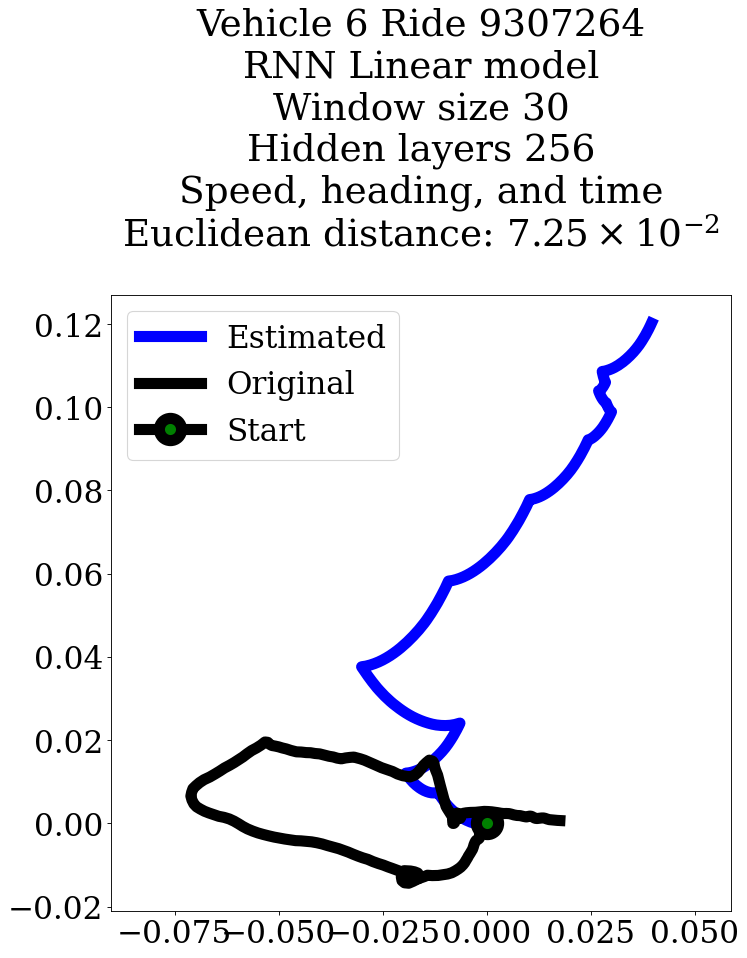 Vehicle 6 Ride 9307264
RNN Linear model
Window size 30
Hidden layers 256
Speed, heading, and time
Euclidean distance: 7.25 × 10⁻²
Estimated
Original
Start
0.12
0.10
0.08
0.06
0.04
0.02
0.00
−0.02
−0.075 −0.050 −0.025 0.000 0.025 0.050